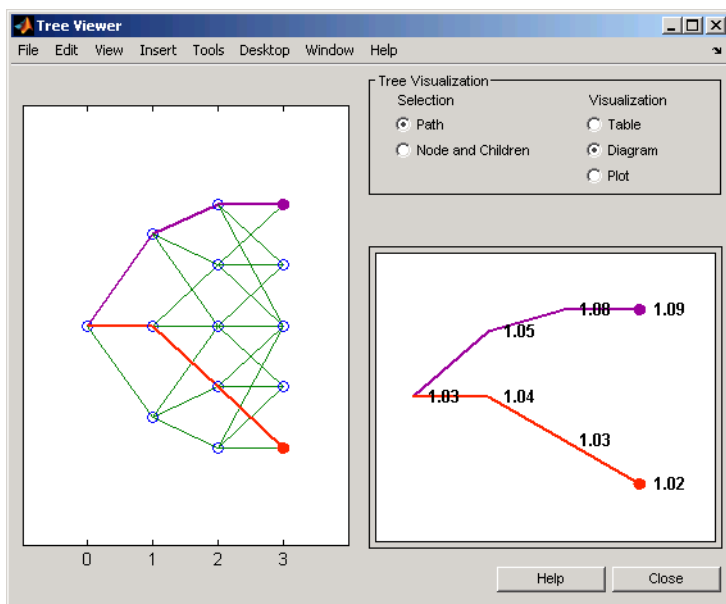 Tree Viewer
File Edit View Insert Tools Desktop Window Help
Tree Visualization
Selection Visualization
Path Table
Node and Children Diagram
Plot
1.08 1.09
1.05
1.03 1.04
1.03
1.02
0 1 2 3
Help Close